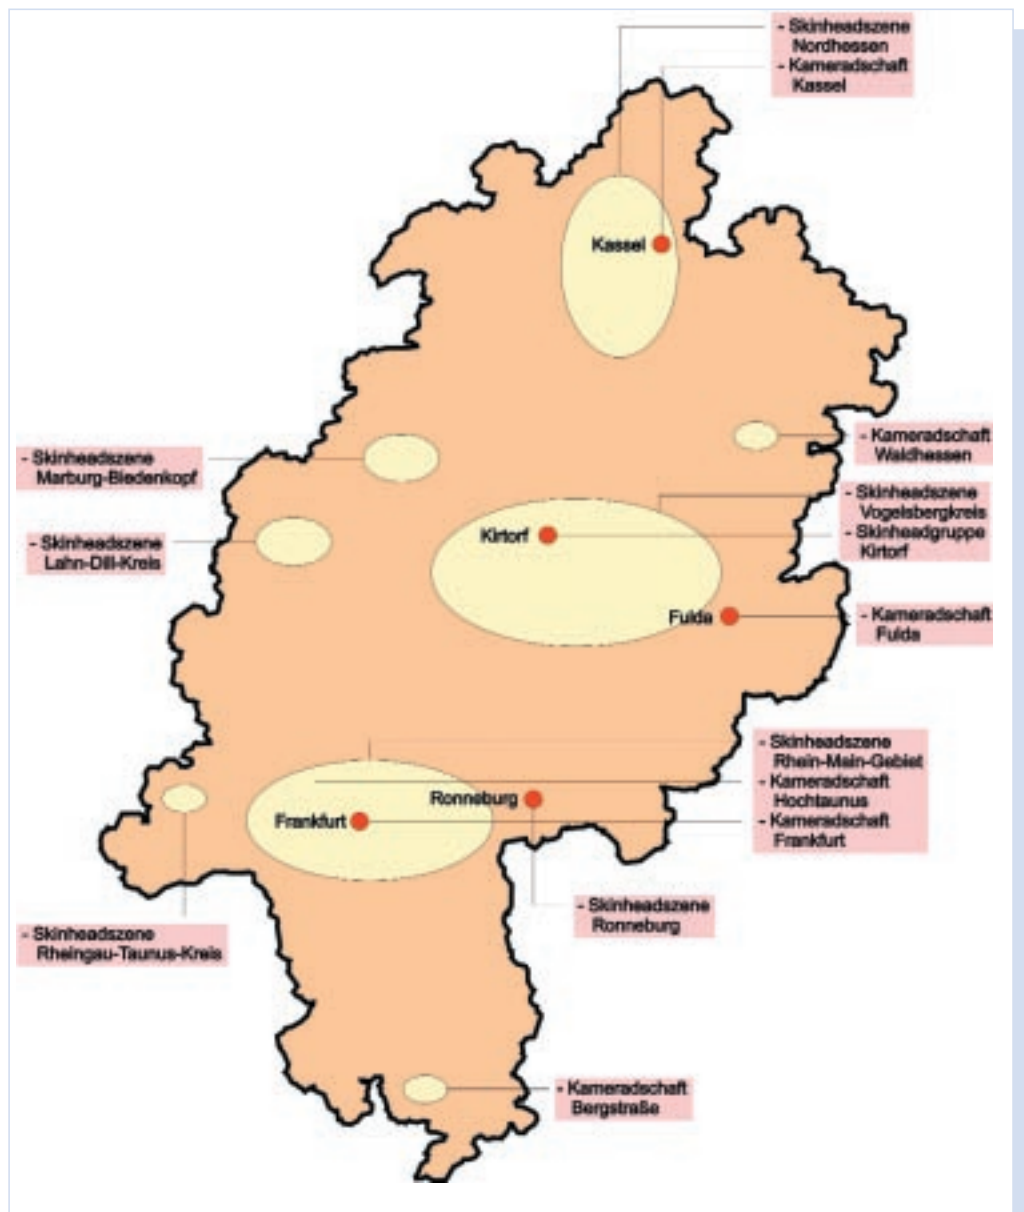 - Skinheadszene
Nordhessen
- Kameradschaft
Kassel
Kassel
- Skinheadszene
Marburg-Biedenkopf
- Kameradschaft
Waldhessen
- Skinheadszene
Vogelsbergkreis
- Skinheadgruppe
Kirtorf
Kirtorf
- Skinheadszene
Lahn-Dill-Kreis
Fulda
- Kameradschaft
Fulda
- Skinheadszene
Rhein-Main-Gebiet
- Kameradschaft
Hochtaunus
- Kameradschaft
Frankfurt
Ronneburg
Frankfurt
- Skinheadszene
Ronneburg
- Skinheadszene
Rheingau-Taunus-Kreis
- Kameradschaft
Bergstraße